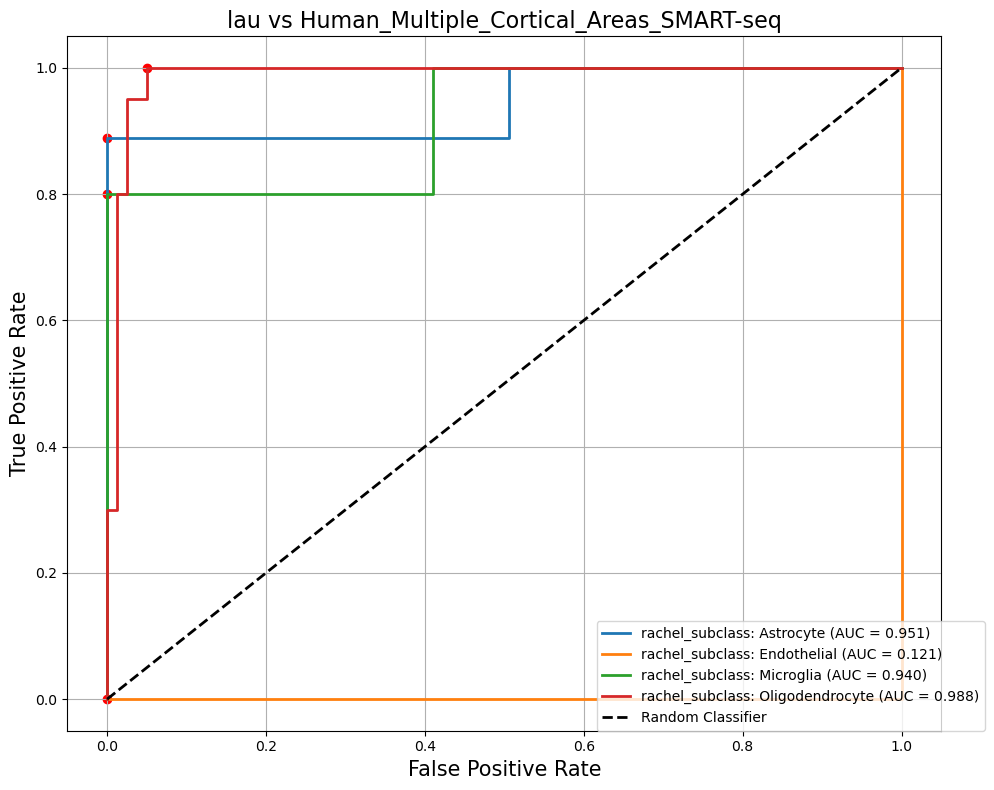 lau vs Human_Multiple_Cortical_Areas_SMART-seq
True Positive Rate
1.0
0.8
0.6
0.4
0.2
0.0
0.0 0.2 0.4 0.6 0.8 1.0
False Positive Rate
rachel_subclass: Astrocyte (AUC = 0.951)
rachel_subclass: Endothelial (AUC = 0.121)
rachel_subclass: Microglia (AUC = 0.940)
rachel_subclass: Oligodendrocyte (AUC = 0.988)
Random Classifier